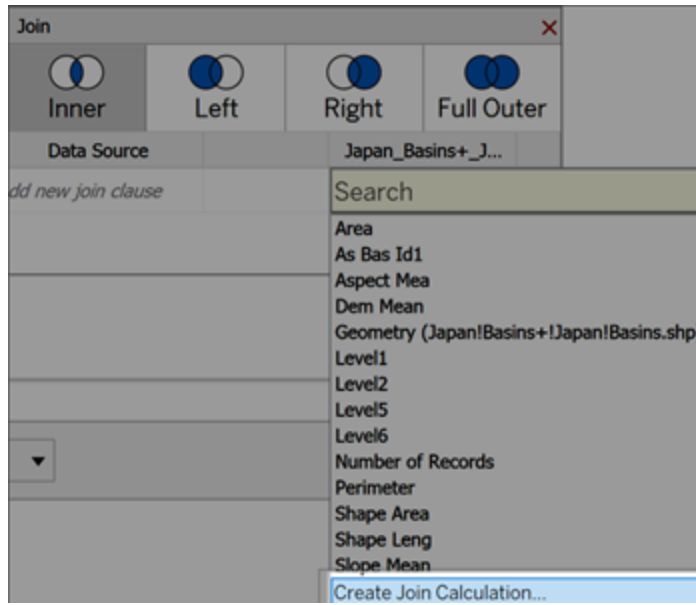 Join
Inner Left Right Full Outer
Data Source Japan_Basins+_J...
dd new join clause
Search
Area
As Bas Id1
Aspect Mea
Dem Mean
Geometry (Japan!Basins+!Japan!Basins.shp
Level1
Level2
Level5
Level6
Number of Records
Perimeter
Shape Area
Shape Leng
Slope Mean
Create Join Calculation...